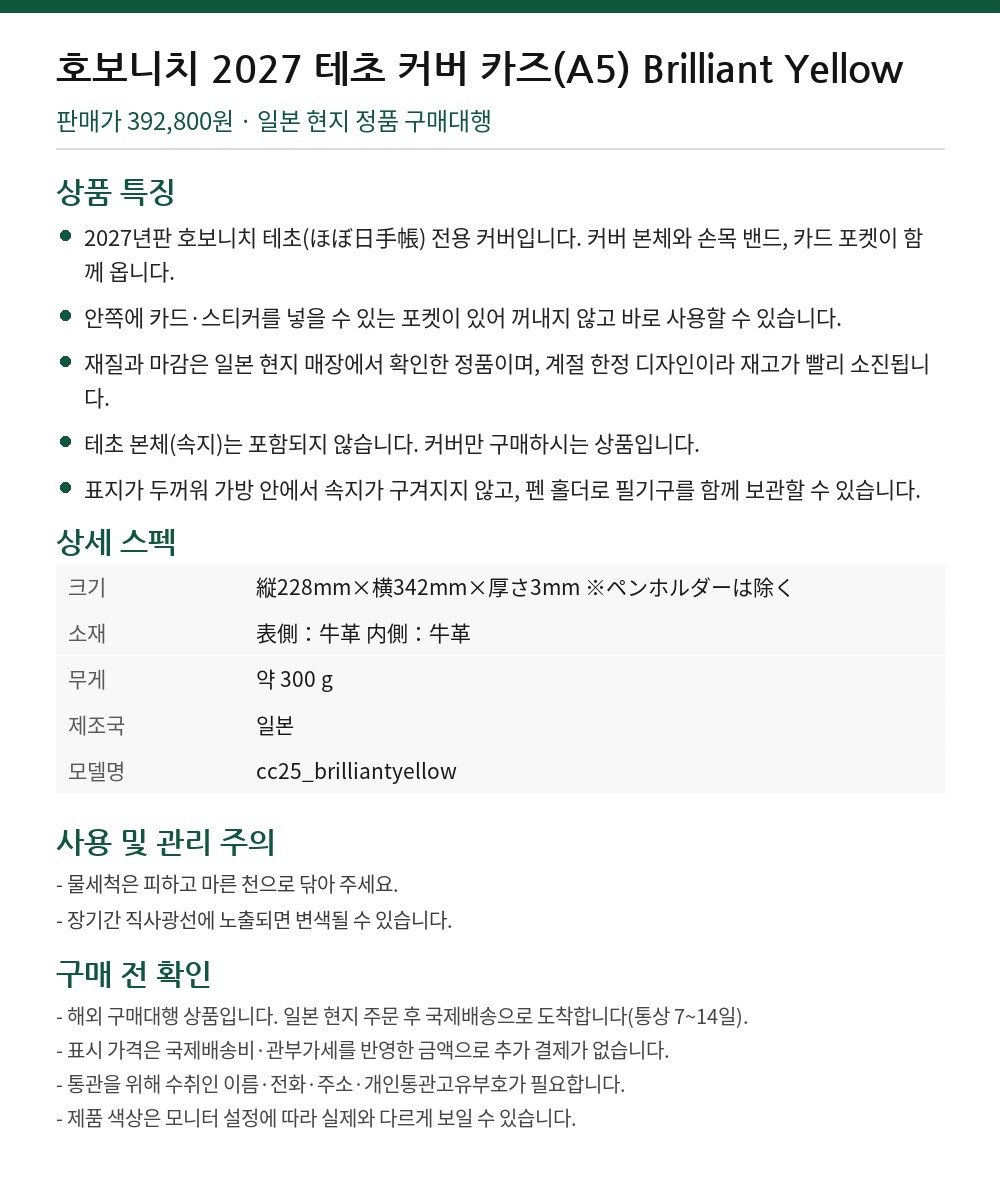 호보니치 2027 테초 커버 카즈(A5) Brilliant Yellow
판매가 392,800원 · 일본 현지 정품 구매대행
상품 특징
● 2027년판 호보니치 테초(ほぼ日手帳) 전용 커버입니다. 커버 본체와 손목 밴드, 카드 포켓이 함
께 옵니다.
● 안쪽에 카드·스티커를 넣을 수 있는 포켓이 있어 꺼내지 않고 바로 사용할 수 있습니다.
● 재질과 마감은 일본 현지 매장에서 확인한 정품이며, 계절 한정 디자인이라 재고가 빨리 소진됩니
다.
● 테초 본체(속지)는 포함되지 않습니다. 커버만 구매하시는 상품입니다.
● 표지가 두꺼워 가방 안에서 속지가 구겨지지 않고, 펜 홀더로 필기구를 함께 보관할 수 있습니다.
상세 스펙
크기 縦228mm×横342mm×厚さ3mm ※ペンホルダーは除く
소재 表側：牛革 内側：牛革
무게 약 300 g
제조국 일본
모델명 cc25_brilliantyellow
사용 및 관리 주의
- 물세척은 피하고 마른 천으로 닦아 주세요.
- 장기간 직사광선에 노출되면 변색될 수 있습니다.
구매 전 확인
- 해외 구매대행 상품입니다. 일본 현지 주문 후 국제배송으로 도착합니다(통상 7~14일).
- 표시 가격은 국제배송비·관부가세를 반영한 금액으로 추가 결제가 없습니다.
- 통관을 위해 수취인 이름·전화·주소·개인통관고유부호가 필요합니다.
- 제품 색상은 모니터 설정에 따라 실제와 다르게 보일 수 있습니다.